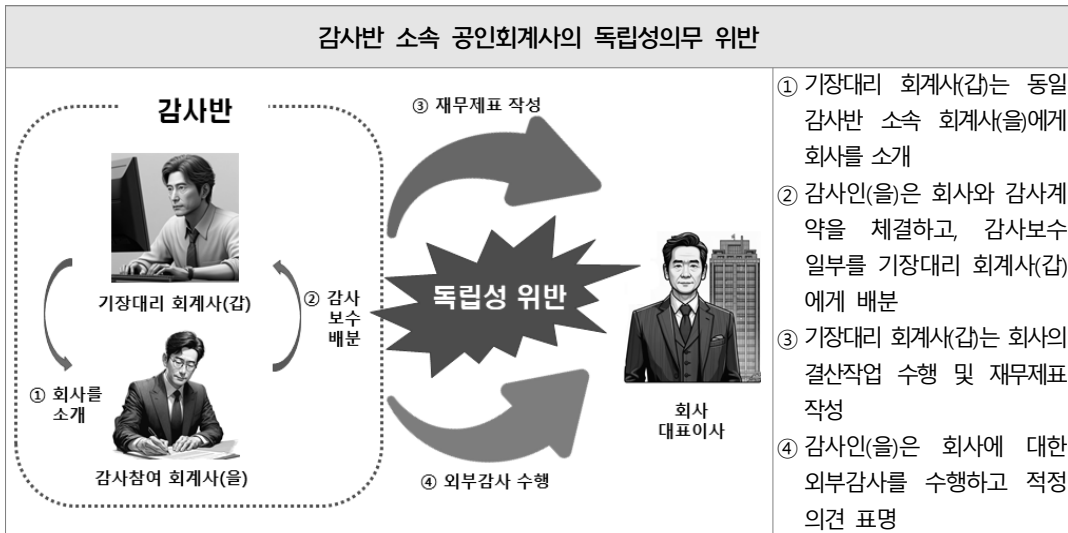 감사반 소속 공인회계사의 독립성의무 위반
감사반
③ 재무제표 작성
기장대리 회계사(갑)
② 감사
보수
배분
독립성 위반
① 회사를
소개
감사참여 회계사(을)
④ 외부감사 수행
회사
대표이사
① 기장대리 회계사(갑)는 동일
감사반 소속 회계사(을)에게
회사를 소개
② 감사인(을)은 회사와 감사계
약을 체결하고, 감사보수
일부를 기장대리 회계사(갑)
에게 배분
③ 기장대리 회계사(갑)는 회사의
결산작업 수행 및 재무제표
작성
④ 감사인(을)은 회사에 대한
외부감사를 수행하고 적정
의견 표명